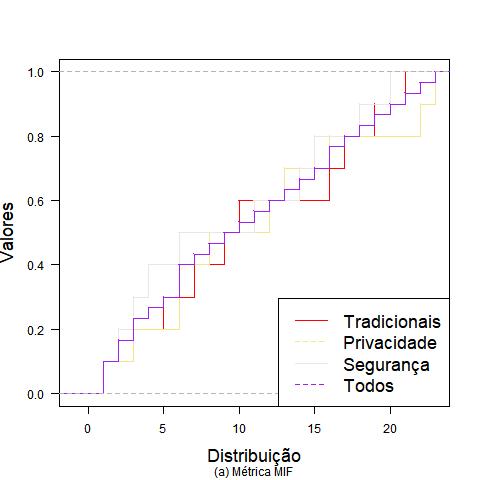 1.0
0.8
0.6
0.4
0.2
0.0
Valores
Tradicionais
Privacidade
Segurança
Todos
0 5 10 15 20
Distribuição
(a) Métrica MIF